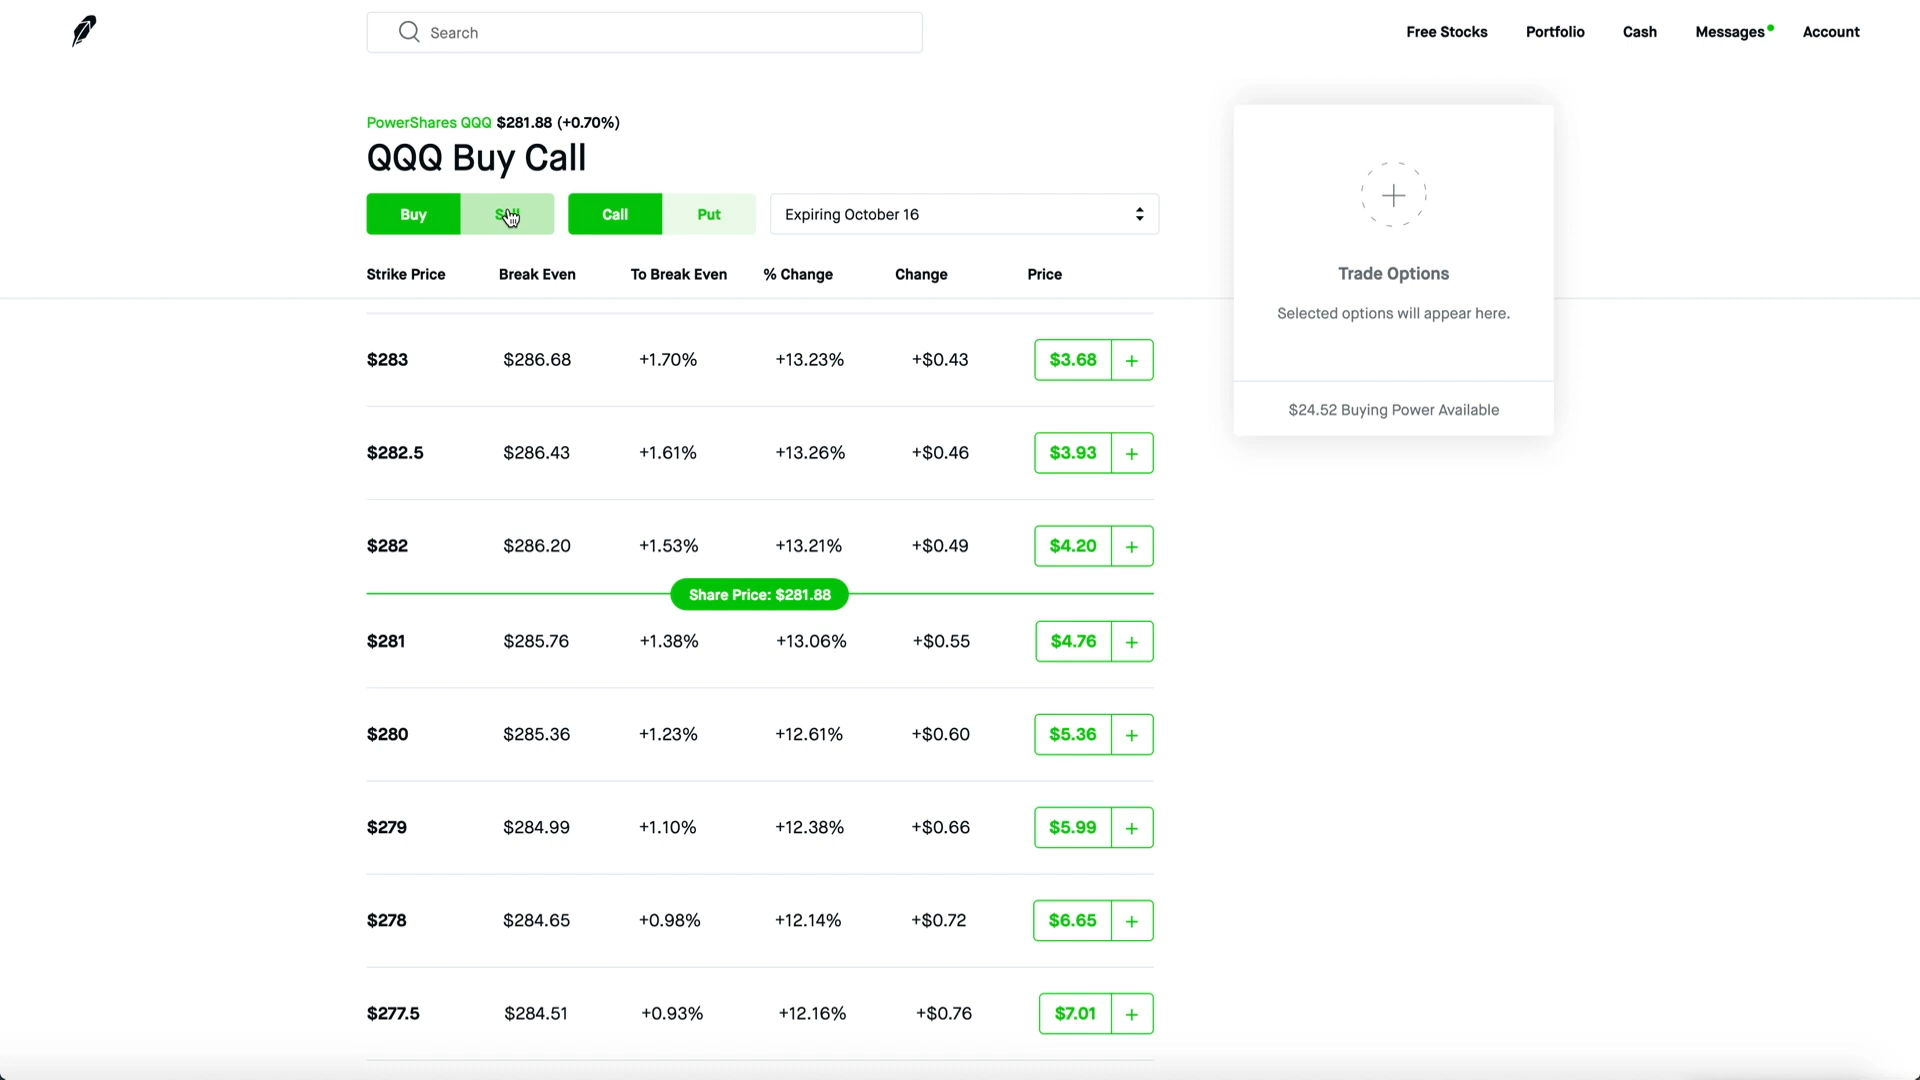 Search
Free Stocks Portfolio Cash Messages Account
PowerShares QQQ $281.88 (+0.70%)
QQQ Buy Call
Buy Call Put Expiring October 16
Strike Price Break Even To Break Even % Change Change Price
$283 $286.68 +1.70% +13.23% +$0.43 $3.68 +
$282.5 $286.43 +1.61% +13.26% +$0.46 $3.93 +
$282 $286.20 +1.53% +13.21% +$0.49 $4.20 +
Share Price: $281.88
$281 $285.76 +1.38% +13.06% +$0.55 $4.76 +
$280 $285.36 +1.23% +12.61% +$0.60 $5.36 +
$279 $284.99 +1.10% +12.38% +$0.66 $5.99 +
$278 $284.65 +0.98% +12.14% +$0.72 $6.65 +
$277.5 $284.51 +0.93% +12.16% +$0.76 $7.01 +
Trade Options
Selected options will appear here.
$24.52 Buying Power Available